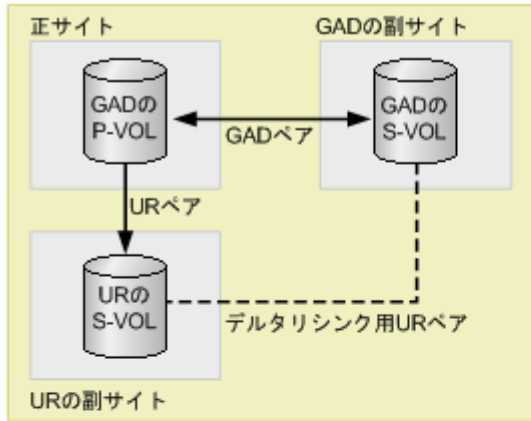 正サイト
GADの副サイト
GADの
P-VOL
GADの
S-VOL
GADペア
URペア
URの
S-VOL
デルタリシンク用URペア
URの副サイト